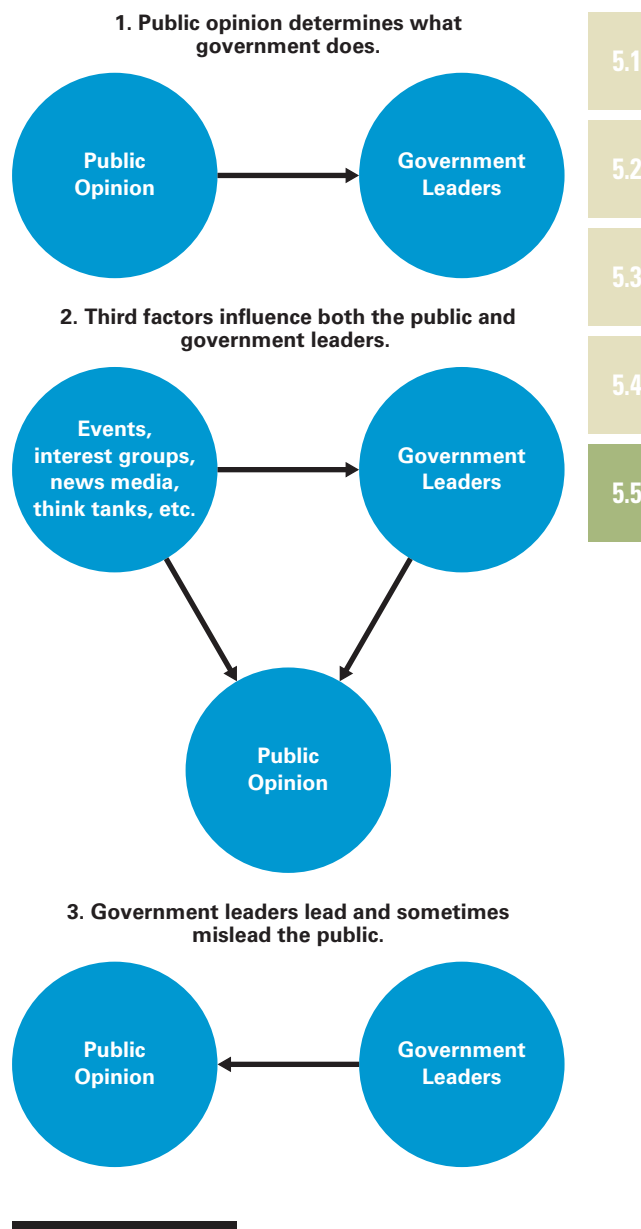 1. Public opinion determines what
government does.
5.1
Public
Opinion
Government
Leaders
5.2
5.3
2. Third factors influence both the public and
government leaders.
5.4
Events,
interest groups,
news media,
think tanks, etc.
Government
Leaders
5.5
Public
Opinion
3. Government leaders lead and sometimes
mislead the public.
Public
Opinion
Government
Leaders